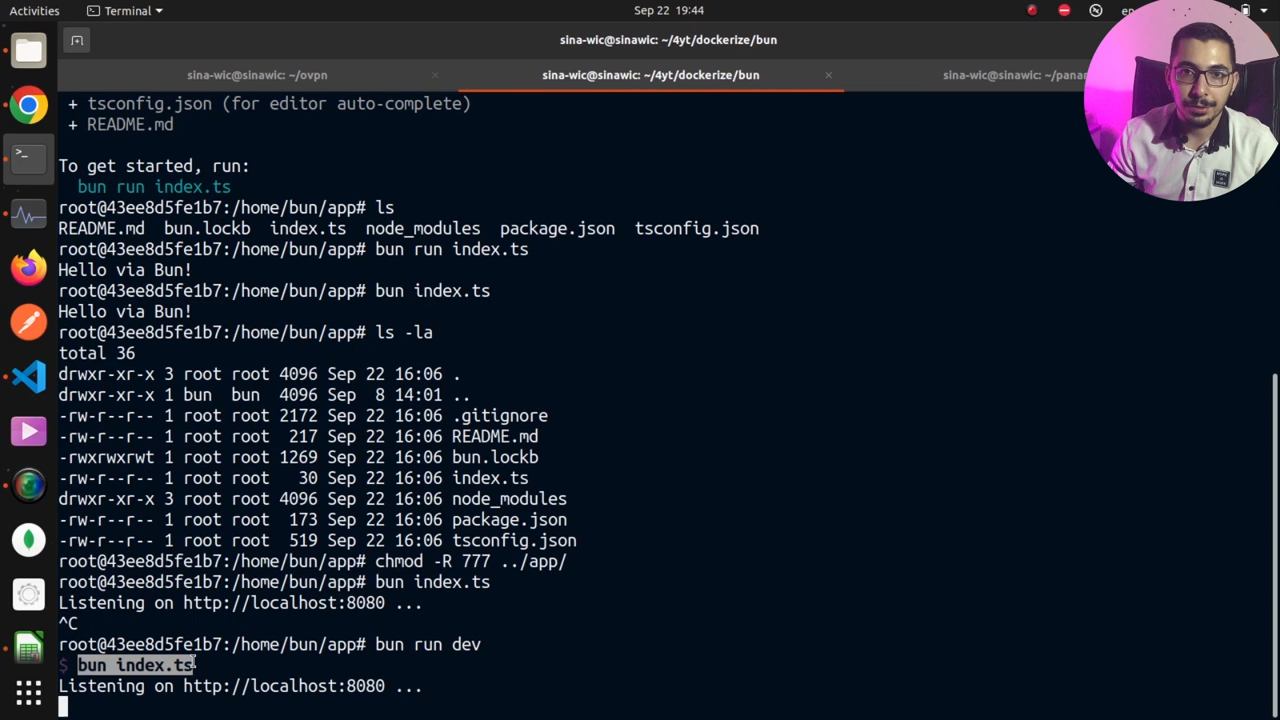 Activities
Terminal
Sep 22 19:44
en
sina-wic@sinawic: ~/4yt/dockerize/bun
sina-wic@sinawic: ~/ovpn
sina-wic@sinawic: ~/4yt/dockerize/bun
sina-wic@sinawic: ~/panar
+ tsconfig.json (for editor auto-complete)
+ README.md
To get started, run:
bun run index.ts
root@43ee8d5fe1b7:/home/bun/app# ls
README.md bun.lockb index.ts node_modules package.json tsconfig.json
root@43ee8d5fe1b7:/home/bun/app# bun run index.ts
Hello via Bun!
root@43ee8d5fe1b7:/home/bun/app# bun index.ts
Hello via Bun!
root@43ee8d5fe1b7:/home/bun/app# ls -la
total 36
drwxr-xr-x 3 root root 4096 Sep 22 16:06 .
drwxr-xr-x 1 bun bun 4096 Sep 8 14:01 ..
-rw-r--r-- 1 root root 2172 Sep 22 16:06 .gitignore
-rw-r--r-- 1 root root 217 Sep 22 16:06 README.md
-rwxrwxrwt 1 root root 1269 Sep 22 16:06 bun.lockb
-rw-r--r-- 1 root root 30 Sep 22 16:06 index.ts
drwxr-xr-x 3 root root 4096 Sep 22 16:06 node_modules
-rw-r--r-- 1 root root 173 Sep 22 16:06 package.json
-rw-r--r-- 1 root root 519 Sep 22 16:06 tsconfig.json
root@43ee8d5fe1b7:/home/bun/app# chmod -R 777 ../app/
root@43ee8d5fe1b7:/home/bun/app# bun index.ts
Listening on http://localhost:8080 ...
^C
root@43ee8d5fe1b7:/home/bun/app# bun run dev
$ bun index.ts
Listening on http://localhost:8080 ...